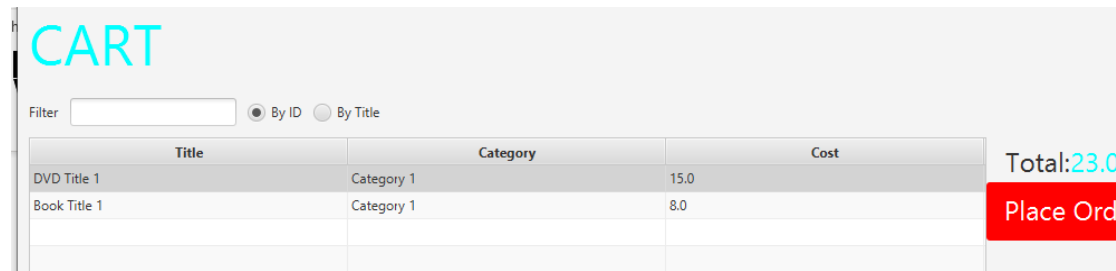 CART
Filter By ID By Title
Title Category Cost
DVD Title 1 Category 1 15.0
Book Title 1 Category 1 8.0
Total:23.0
Place Ord